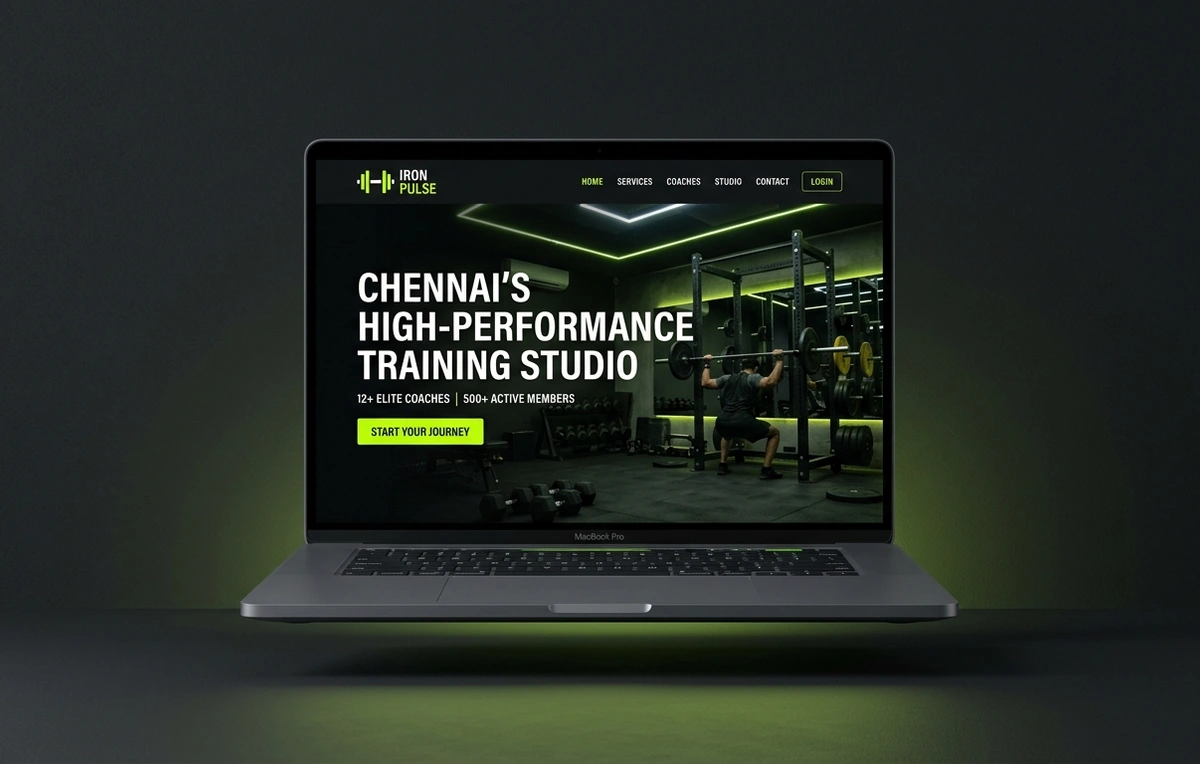 IRON
PULSE
HOME SERVICES COACHES STUDIO CONTACT LOGIN
CHENNAI'S
HIGH-PERFORMANCE
TRAINING STUDIO
12+ ELITE COACHES | 500+ ACTIVE MEMBERS
START YOUR JOURNEY
MacBook Pro